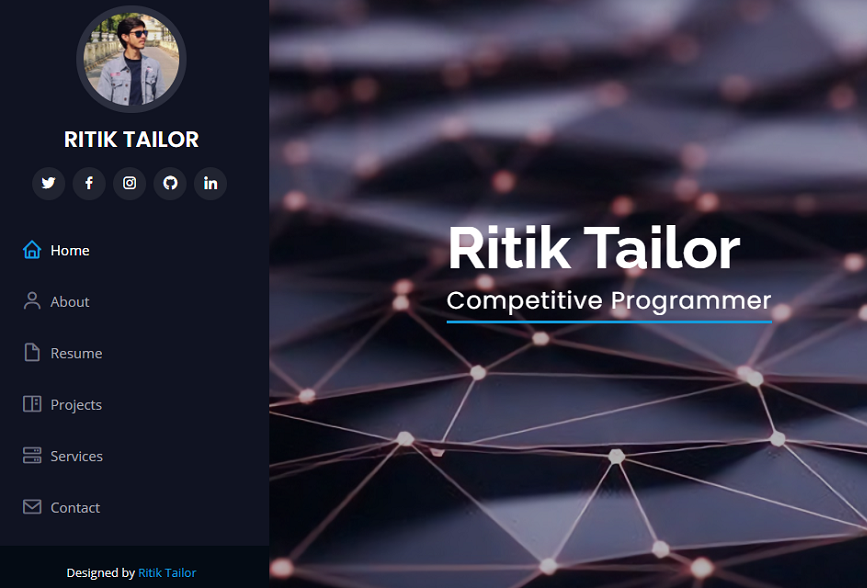 RITIK TAILOR
Home
About
Resume
Projects
Services
Contact
Designed by Ritik Tailor
Ritik Tailor
Competitive Programmer